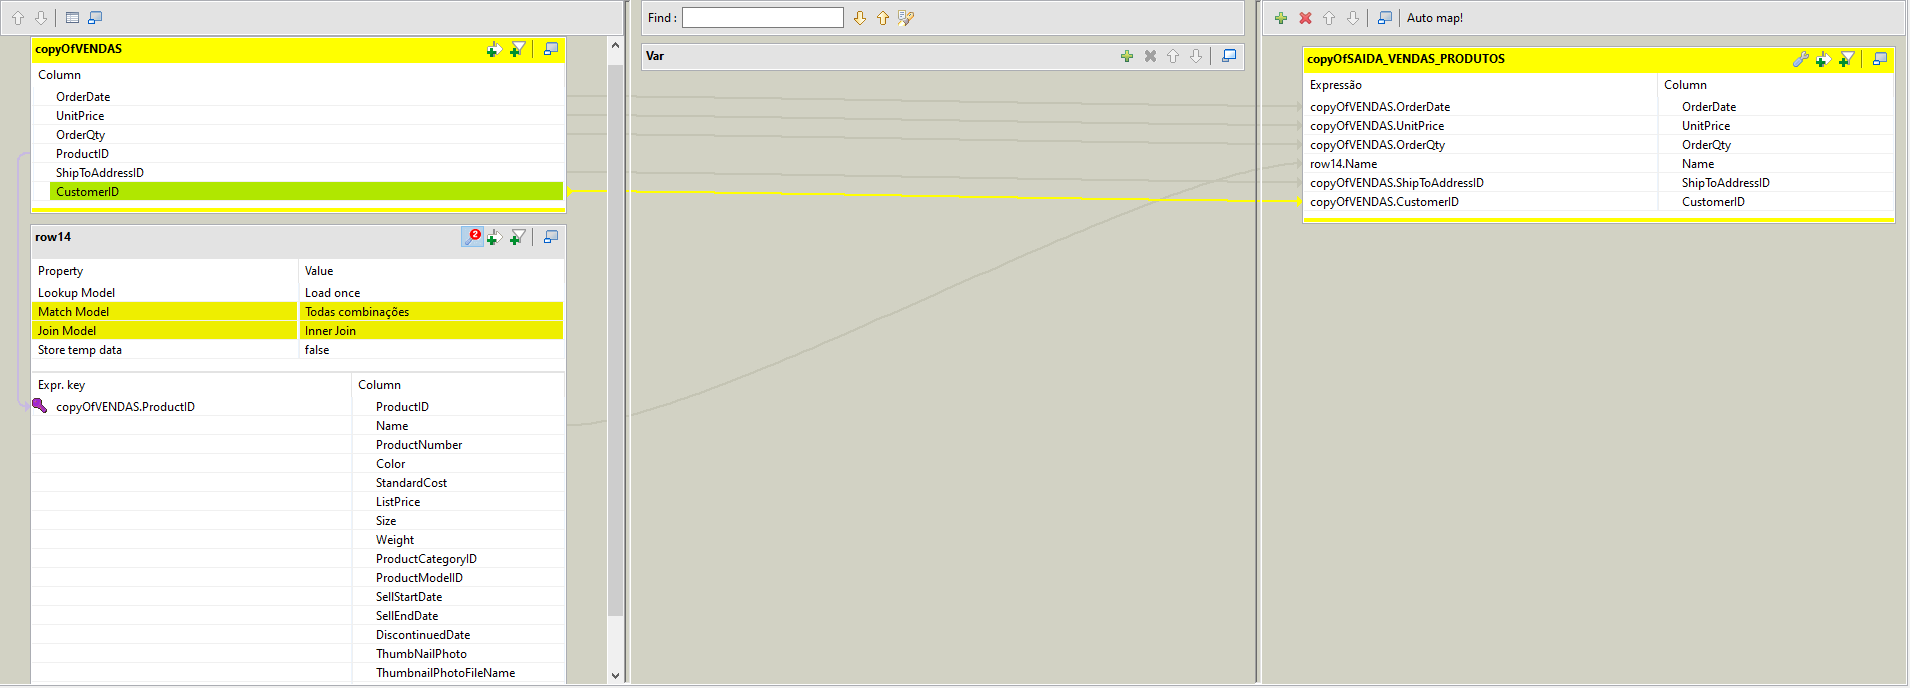 copyOfVENDAS
Column
OrderDate
UnitPrice
OrderQty
ProductID
ShipToAddressID
CustomerID
row14
2
Property Value
Lookup Model Load once
Match Model Todas combinações
Join Model Inner Join
Store temp data false
Expr. key Column
copyOfVENDAS.ProductID ProductID
Name
ProductNumber
Color
StandardCost
ListPrice
Size
Weight
ProductCategoryID
ProductModelID
SellStartDate
SellEndDate
DiscontinuedDate
ThumbNailPhoto
ThumbnailPhotoFileName
Find :
Var
Auto map!
copyOfSAIDA_VENDAS_PRODUTOS
Expressão Column
copyOfVENDAS.OrderDate OrderDate
copyOfVENDAS.UnitPrice UnitPrice
copyOfVENDAS.OrderQty OrderQty
row14.Name Name
copyOfVENDAS.ShipToAddressID ShipToAddressID
copyOfVENDAS.CustomerID CustomerID